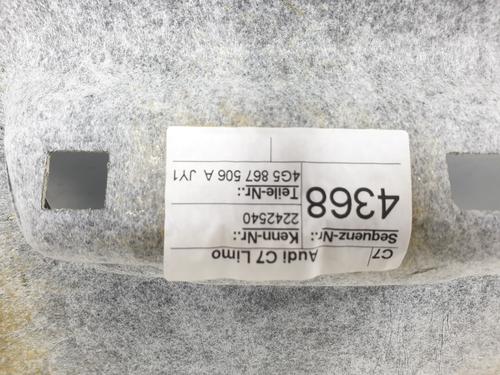 C7
Audi C7 Limo
Sequenz-Nr.:
Kenn-Nr.:
4368
2242540
Teile-Nr.:
4G5 867 506 A JY1